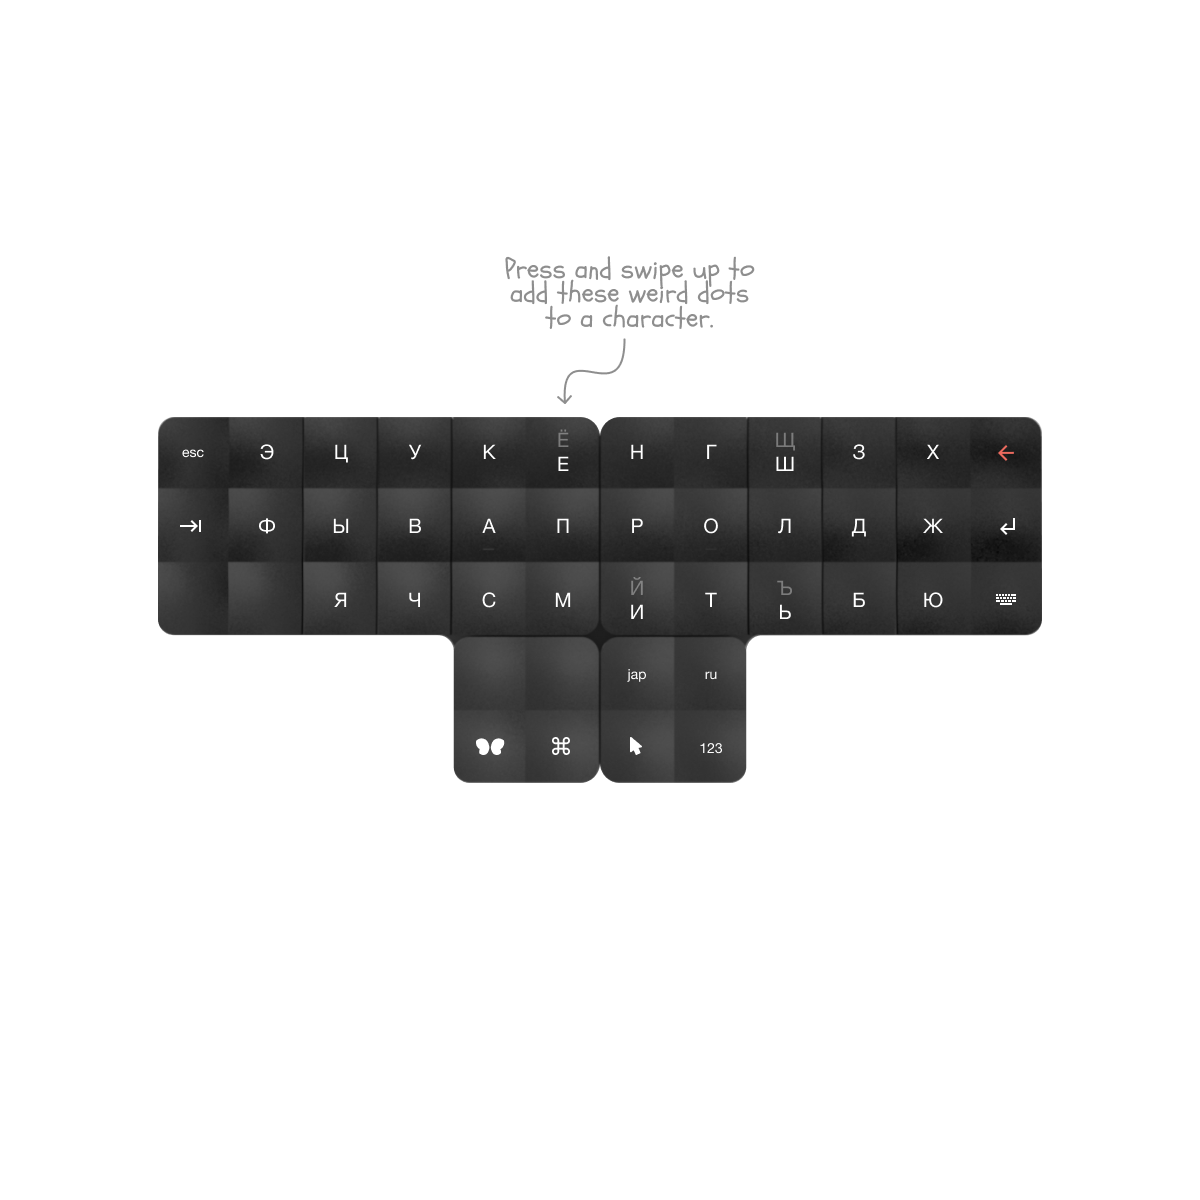 Press and swipe up to
add these weird dots
to a character.
esc Э Ц У К Ё Е Н Г Щ Ш З Х
Ф Ы В А П Р О Л Д Ж
Я Ч С М Й И Т Ъ Ь Б Ю
jap ru
123